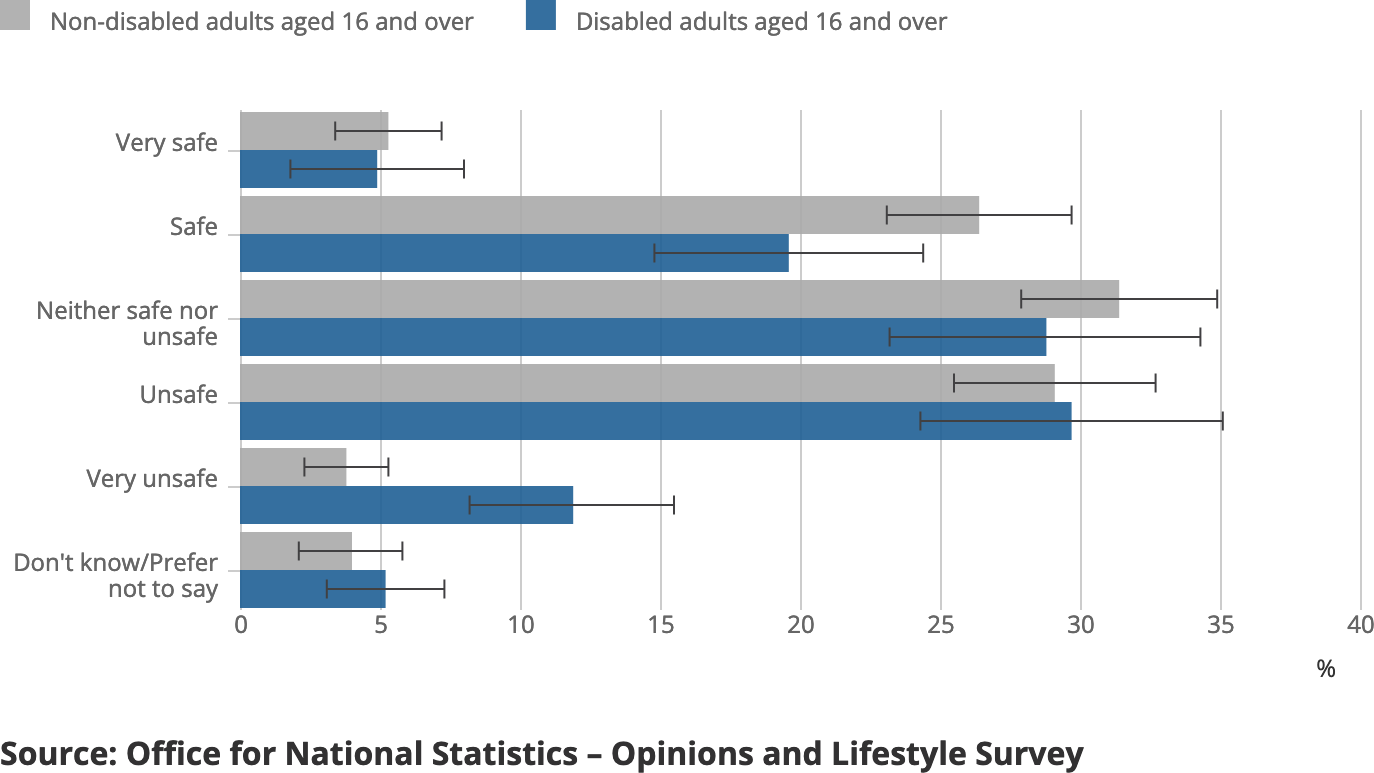 Non-disabled adults aged 16 and over
Disabled adults aged 16 and over
Very safe
Safe
Neither safe nor
unsafe
Unsafe
Very unsafe
Don't know/Prefer
not to say
0 5 10 15 20 25 30 35 40
%
Source: Office for National Statistics – Opinions and Lifestyle Survey